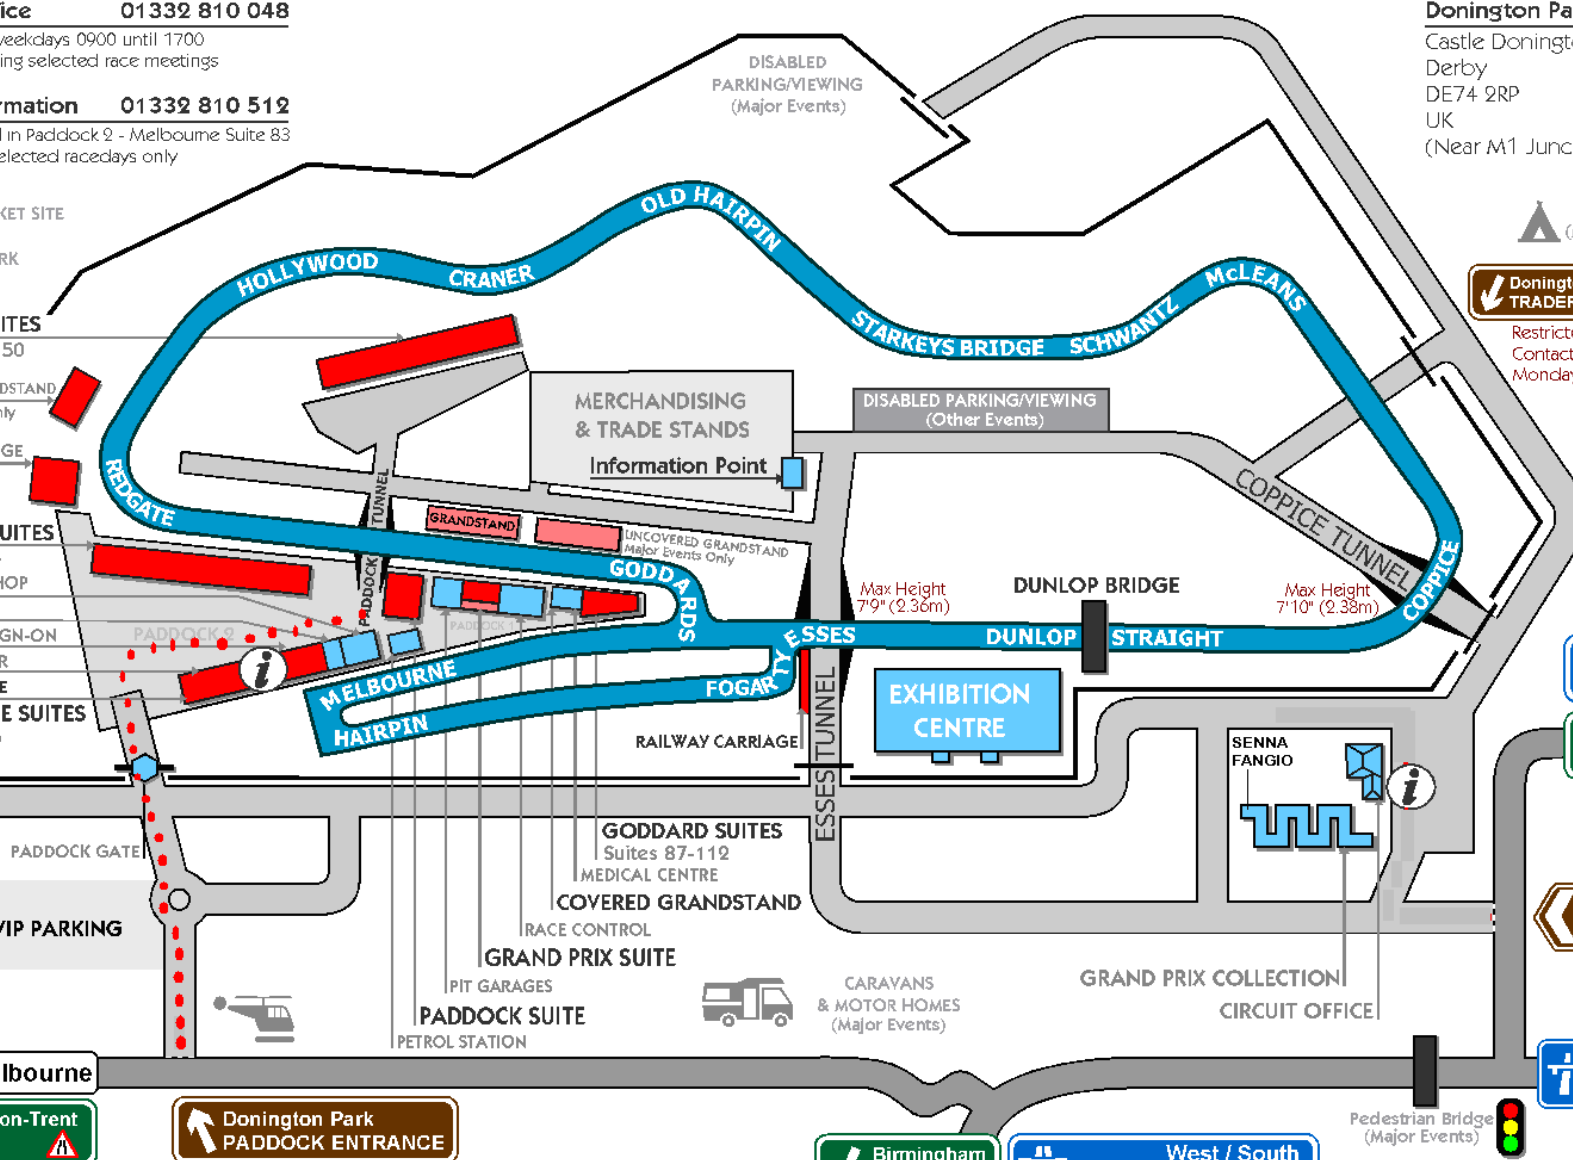 ice 01332 810 048
weekdays 0900 until 1700
ing selected race meetings
rmation 01332 810 512
l in Paddock 2 - Melbourne Suite 83
elected racedays only
KET SITE
RK
ITES
50
DSTAND
nly
GE
UITES
HOP
IGN-ON
R
E
E SUITES
Donington Pa
Castle Doningt
Derby
DE74 2RP
UK
(Near M1 Junc
Doningt
TRADER
Restricte
Contact
Monday
DISABLED
PARKING/VIEWING
(Major Events)
OLD HAIRPIN
HOLLYWOOD
CRANER
STARKEYS BRIDGE
SCHWANTZ
McLEANS
MERCHANDISING
& TRADE STANDS
Information Point
DISABLED PARKING/VIEWING
(Other Events)
REDGATE
TUNNEL
PADDOCK
GRANDSTAND
UNCOVERED GRANDSTAND
Major Events Only
COPPICE TUNNEL
COPPICE
GODDARDS
Max Height
7'9" (2.36m)
DUNLOP BRIDGE
Max Height
7'10" (2.38m)
PADDOCK 2
PADDOCK 1
ESSES
DUNLOP STRAIGHT
i
MELBOURNE
HAIRPIN
FOGARTY
EXHIBITION
CENTRE
RAILWAY CARRIAGE
ESSES TUNNEL
SENNA
FANGIO
i
PADDOCK GATE
GODDARD SUITES
Suites 87-112
MEDICAL CENTRE
COVERED GRANDSTAND
RACE CONTROL
GRAND PRIX SUITE
PIT GARAGES
PADDOCK SUITE
PETROL STATION
VIP PARKING
CARAVANS
& MOTOR HOMES
(Major Events)
GRAND PRIX COLLECTION
CIRCUIT OFFICE
lbourne
on-Trent
Donington Park
PADDOCK ENTRANCE
Birmingham
West / South
Pedestrian Bridge
(Major Events)